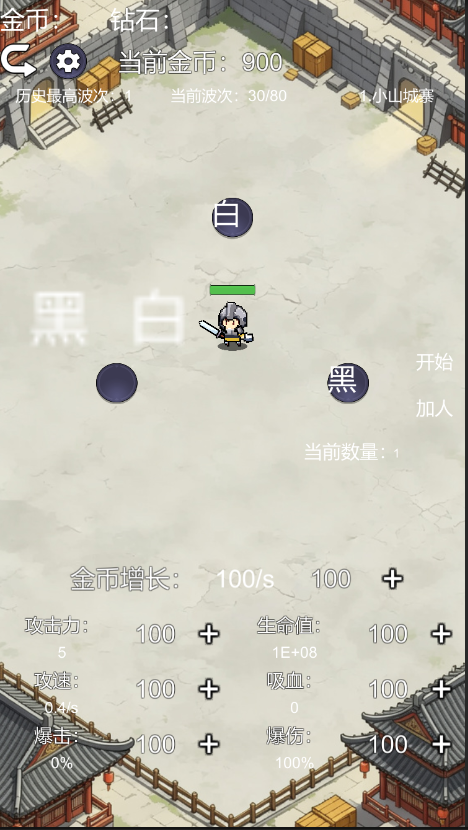 金币： 钻石：
当前金币：900
历史最高波次：1 当前波次：30/80 1.小山城寨
白
黑 白
黑
开始
加人
当前数量：1
金币增长： 100/s 100
攻击力： 100 生命值： 100
5 1E+08
攻速： 100 吸血： 100
0.4/s 0
爆击： 100 爆伤： 100
0% 100%